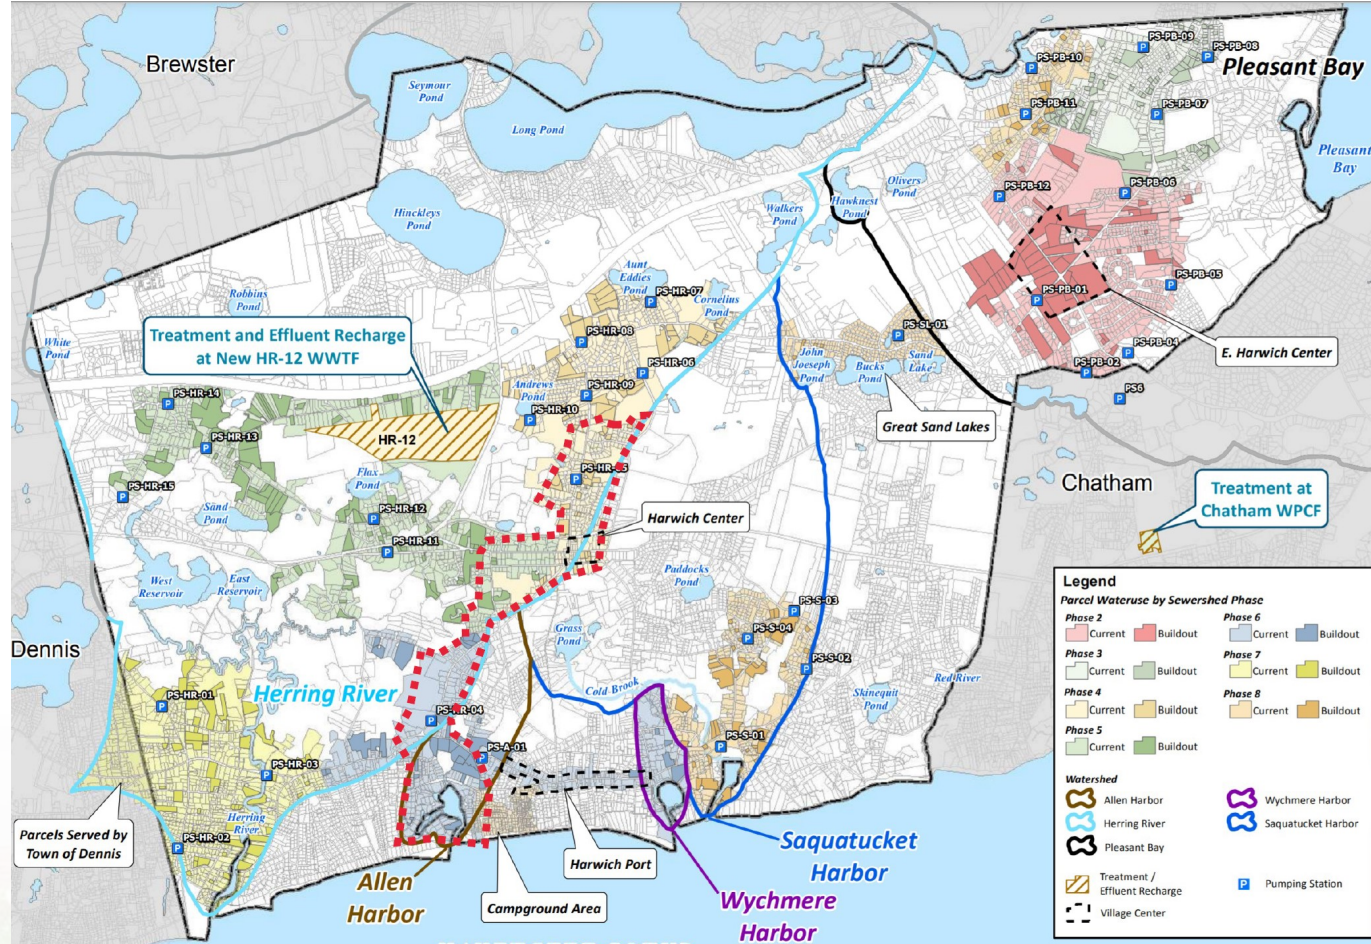 Brewster
Seymour
Pond
Long Pond
PS-PB-09
PS-PB-08
PS-PB-10
Pleasant Bay
PS-PB-11
PS-PB-07
Pleasant
Bay
Hinckleys
Pond
Walkers
Pond
Hawknest
Pond
Olivers
Pond
PS-PB-12
PS-PB-06
Aunt
Eddies
Pond
PS-HR-07
Cornelius
Pond
Robbins
Pond
PS-PB-05
PS-PB-01
Treatment and Effluent Recharge
at New HR-12 WWTF
White
Pond
PS-HR-08
PS-SL-01
John
Joeseph
Pond
Bucks
Pond
Sand
Lake
PS-PB-04
PS-PB-02
E. Harwich Center
PS-HR-06
Andrews
Pond
PS-HR-09
PS-HR-10
PS6
PS-HR-14
HR-12
Great Sand Lakes
PS-HR-13
PS-HR-05
Flax
Pond
PS-HR-15
Sand
Pond
PS-HR-12
Harwich Center
Chatham
Treatment at
Chatham WPCF
PS-HR-11
West
Reservoir
East
Reservoir
Paddocks
Pond
PS-S-03
Dennis
Grass
Pond
PS-S-04
PS-S-02
Cold Brook
Skinequit
Pond
Red River
PS-HR-01
Herring River
PS-HR-04
PS-A-01
PS-S-01
PS-HR-03
Herring
River
PS-HR-02
Parcels Served by
Town of Dennis
Allen
Harbor
Campground Area
Harwich Port
Saquatucket
Harbor
Wychmere
Harbor
Legend
Parcel Wateruse by Sewershed Phase
Phase 2
Current Buildout
Phase 3
Current Buildout
Phase 4
Current Buildout
Phase 5
Current Buildout
Phase 6
Current Buildout
Phase 7
Current Buildout
Phase 8
Current Buildout
Watershed
Allen Harbor
Herring River
Pleasant Bay
Wychmere Harbor
Saquatucket Harbor
Treatment /
Effluent Recharge
Village Center
P Pumping Station